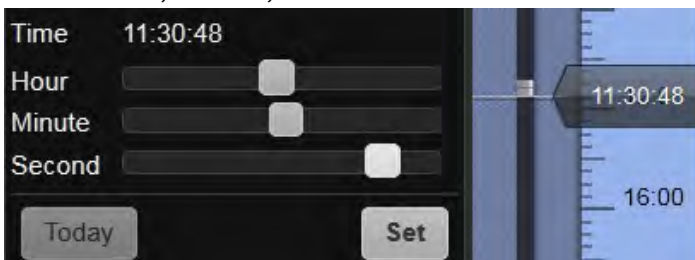 Time 11:30:48
Hour
11:30:48
Minute
Second
16:00
Today Set